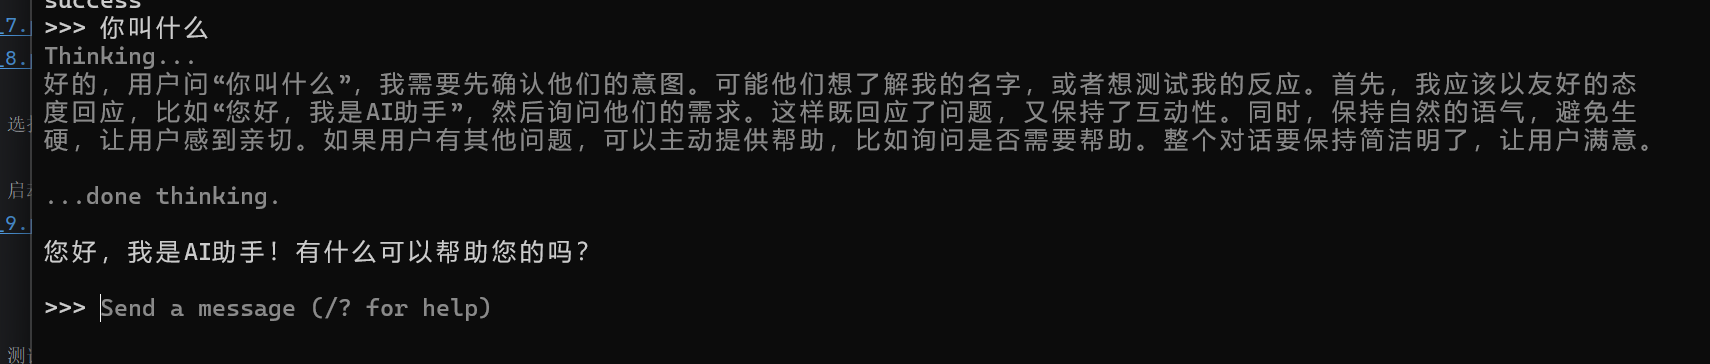 success
>>> 你叫什么
Thinking...
好的，用户问“你叫什么”，我需要先确认他们的意图。可能他们想了解我的名字，或者想测试我的反应。首先，我应该以友好的态
度回应，比如“您好，我是AI助手”，然后询问他们的需求。这样既回应了问题，又保持了互动性。同时，保持自然的语气，避免生
硬，让用户感到亲切。如果用户有其他问题，可以主动提供帮助，比如询问是否需要帮助。整个对话要保持简洁明了，让用户满意。
...done thinking.
您好，我是AI助手！有什么可以帮助您的吗？
>>> Send a message (/? for help)
_7.
_8.
_9.